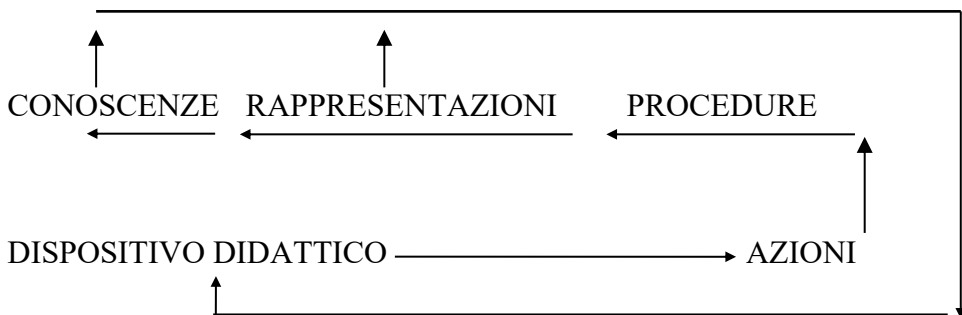 CONOSCENZE RAPPRESENTAZIONI PROCEDURE
DISPOSITIVO DIDATTICO AZIONI